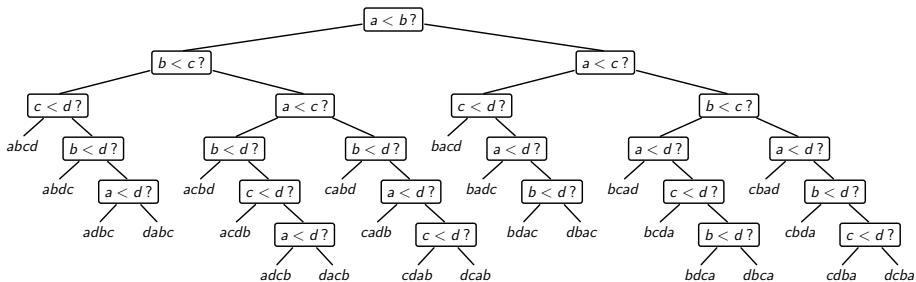 a < b ?
b < c ? a < c ?
c < d ? a < c ? c < d ? b < c ?
abcd b < d ? b < d ? b < d ? bacd a < d ? a < d ? a < d ?
abdc a < d ? acbd c < d ? cabd a < d ? badc b < d ? bcad c < d ? cbad b < d ?
adbc dabc acdb a < d ? cadb c < d ? bdac dbac bcda b < d ? cbda c < d ?
adcb dacb cdab dcab bdca dbca cdba dcba